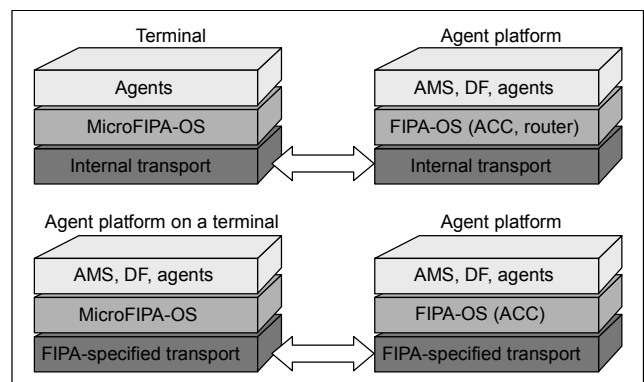 Terminal
Agent platform
Agents
AMS, DF, agents
MicroFIPA-OS
FIPA-OS (ACC, router)
Internal transport
Internal transport
Agent platform on a terminal
Agent platform
AMS, DF, agents
AMS, DF, agents
MicroFIPA-OS
FIPA-OS (ACC)
FIPA-specified transport
FIPA-specified transport